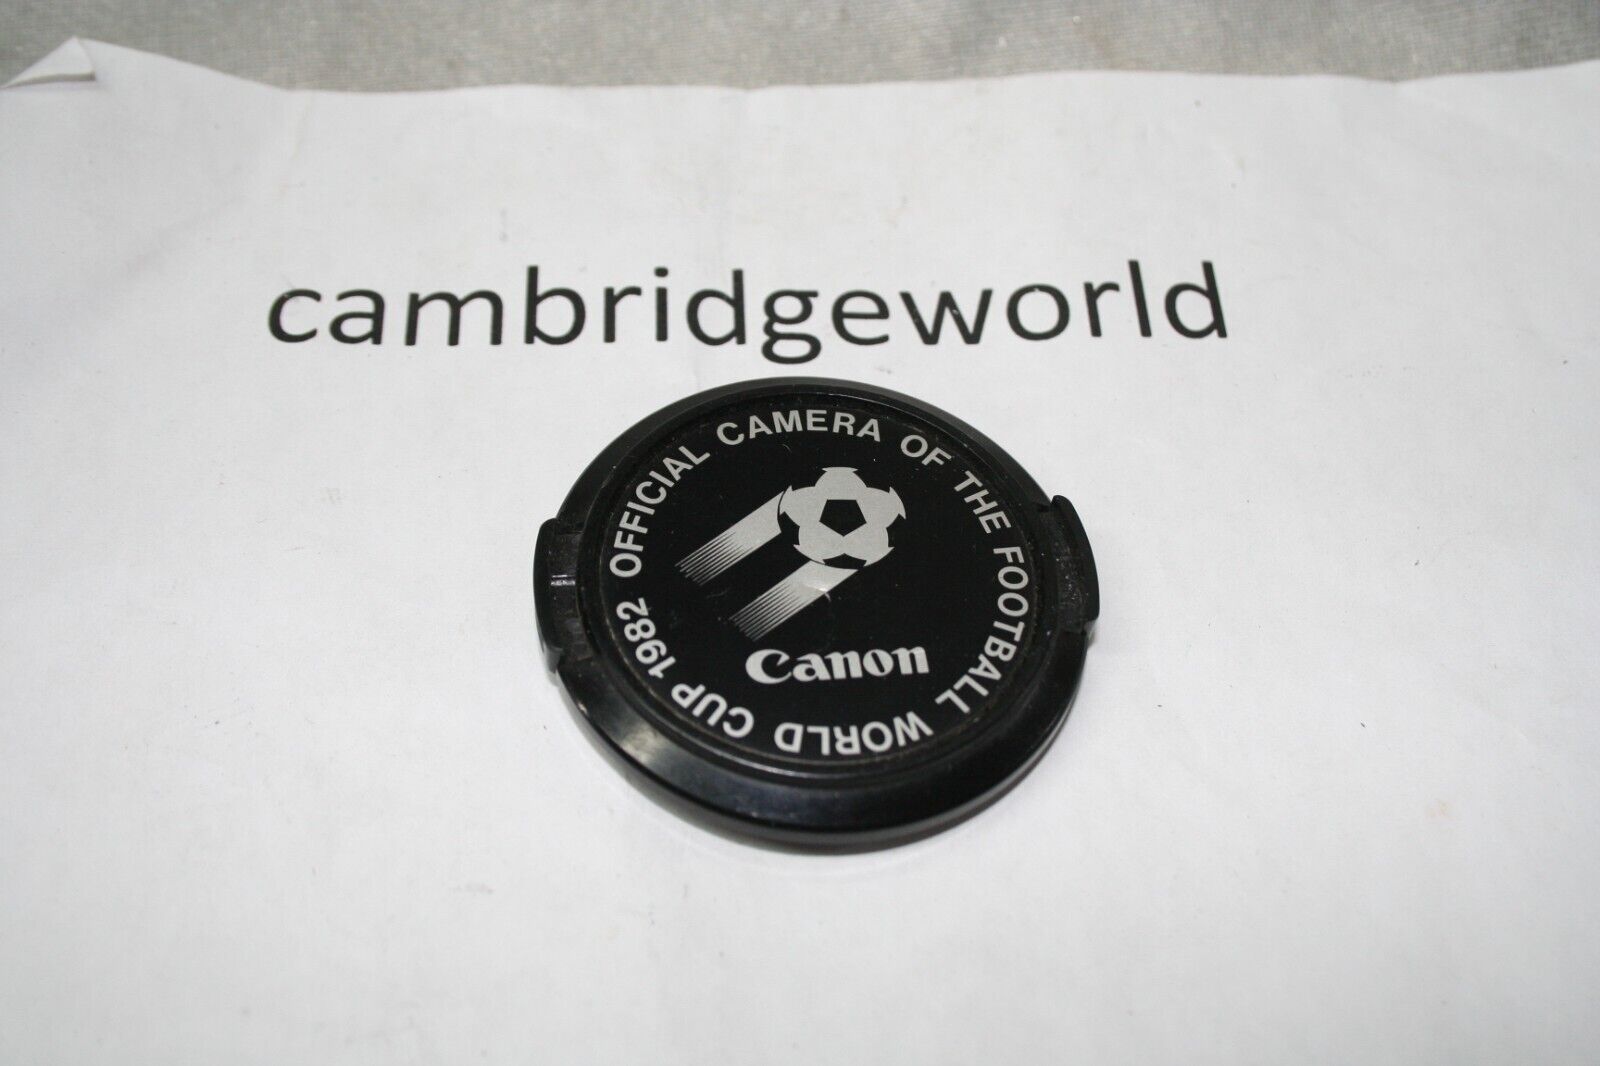 cambridgeworld
OFFICIAL CAMERA OF THE FOOTBALL WORLD CUP 1982
Canon